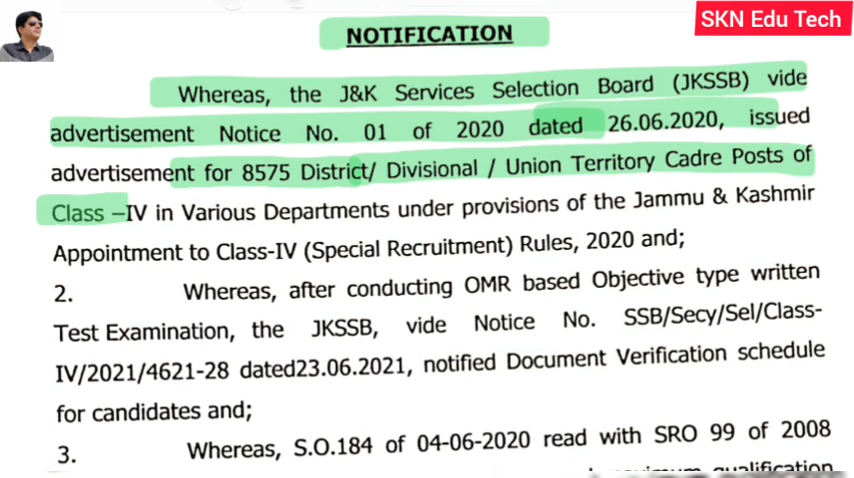 SKN Edu Tech
NOTIFICATION
Whereas, the J&K Services Selection Board (JKSSB) vide
advertisement Notice No. 01 of 2020 dated 26.06.2020, issued
advertisement for 8575 District/ Divisional / Union Territory Cadre Posts of
Class –IV in Various Departments under provisions of the Jammu & Kashmir
Appointment to Class-IV (Special Recruitment) Rules, 2020 and;
2. Whereas, after conducting OMR based Objective type written
Test Examination, the JKSSB, vide Notice No. SSB/Secy/Sel/Class-
IV/2021/4621-28 dated23.06.2021, notified Document Verification schedule
for candidates and;
3. Whereas, S.O.184 of 04-06-2020 read with SRO 99 of 2008
maximum qualification